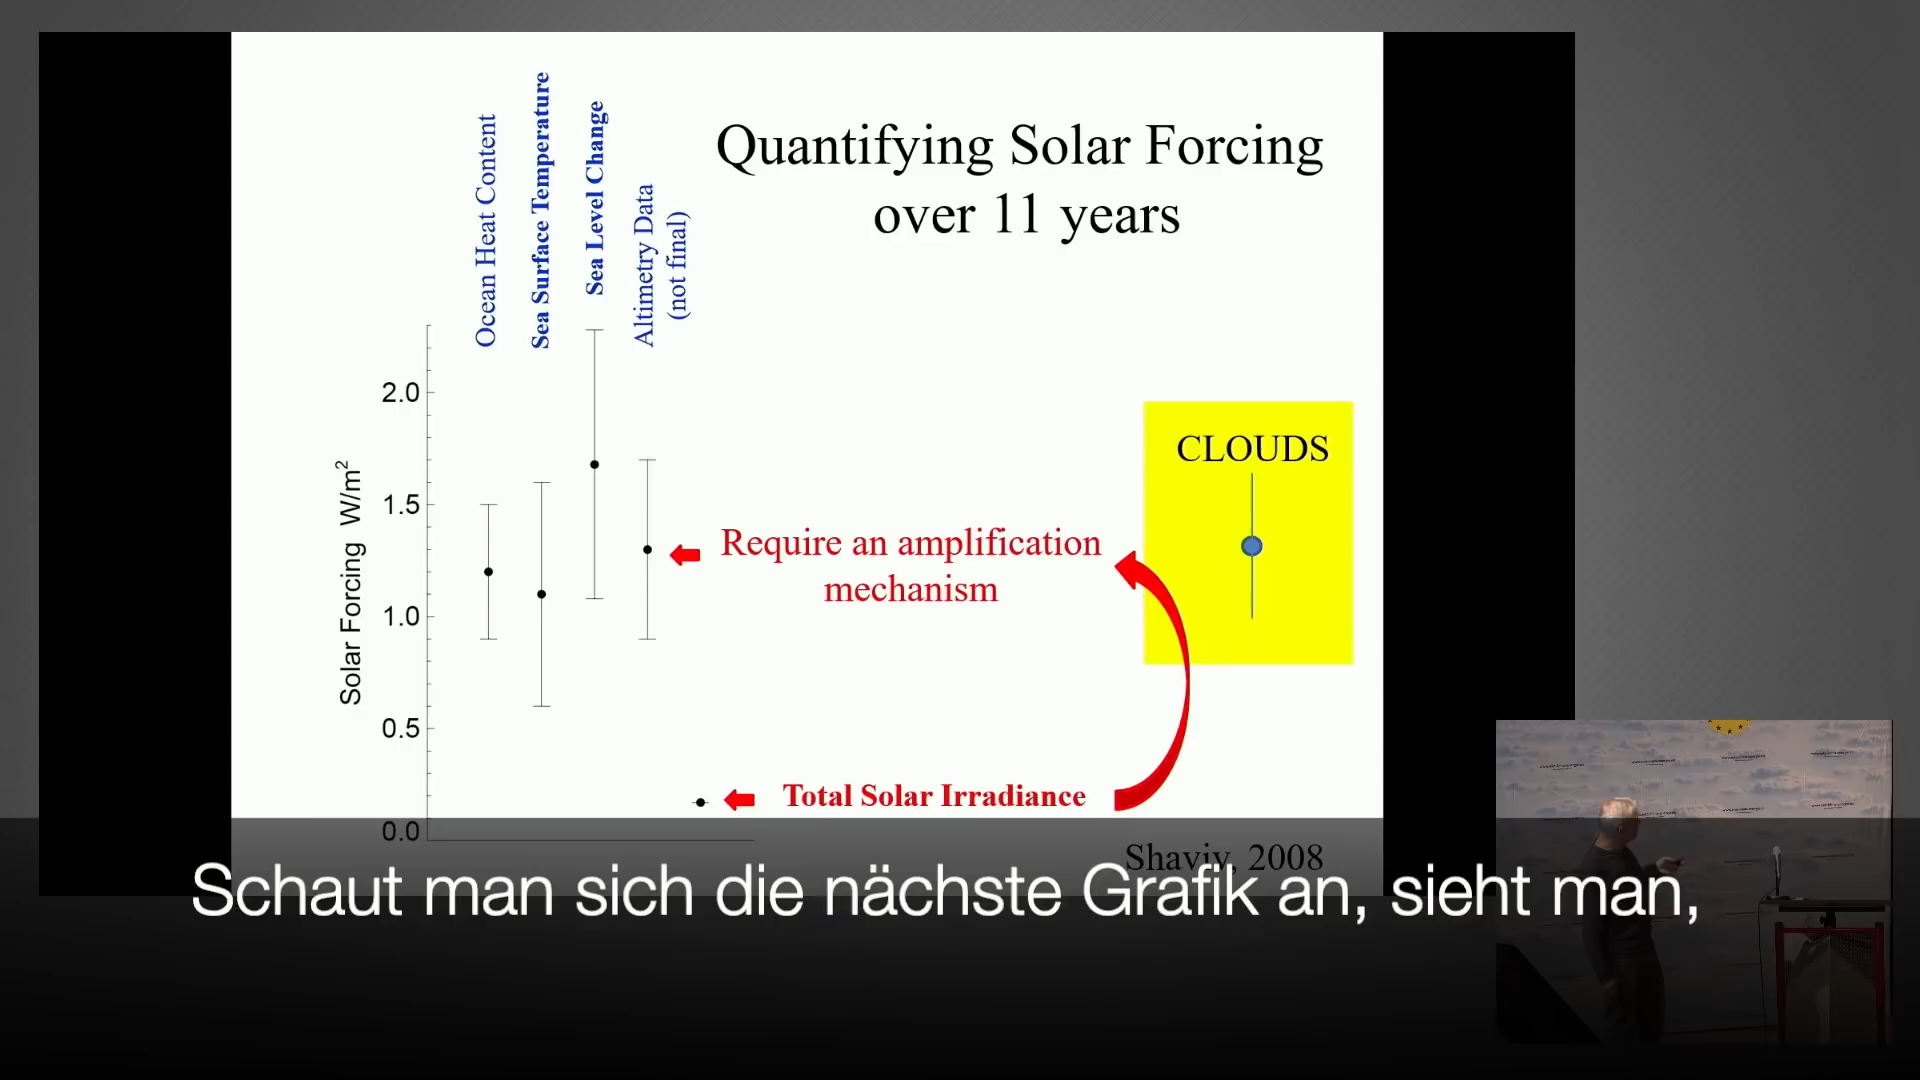 Quantifying Solar Forcing
over 11 years
Ocean Heat Content
Sea Surface Temperature
Sea Level Change
Altimetry Data
(not final)
Solar Forcing W/m²
2.0
1.5
1.0
0.5
0.0
CLOUDS
Require an amplification
mechanism
Total Solar Irradiance
Shaviv, 2008
Schaut man sich die nächste Grafik an, sieht man,